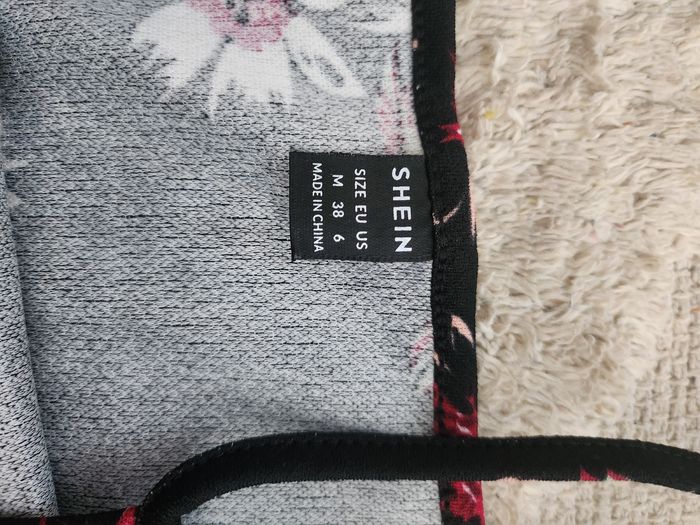 SHEIN
SIZE EU US
M 38 6
MADE IN CHINA